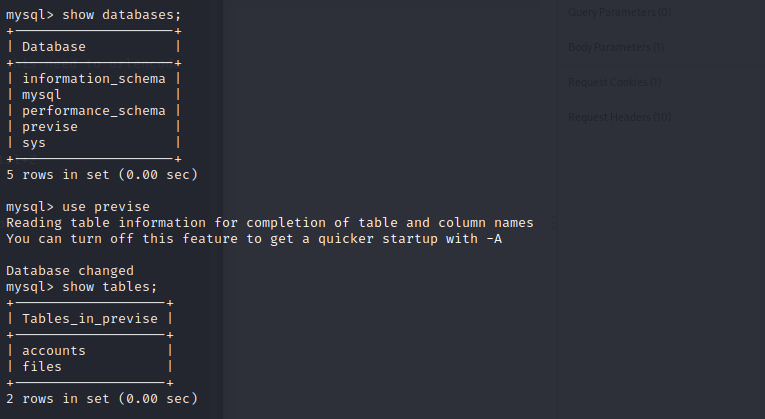 mysql> show databases;
+--------------------+
| Database           |
+--------------------+
| information_schema |
| mysql              |
| performance_schema |
| previse            |
| sys                |
+--------------------+
5 rows in set (0.00 sec)
mysql> use previse
Reading table information for completion of table and column names
You can turn off this feature to get a quicker startup with -A
Database changed
mysql> show tables;
+-------------------+
| Tables_in_previse |
+-------------------+
| accounts          |
| files             |
+-------------------+
2 rows in set (0.00 sec)
Query Parameters (0)
Body Parameters (1)
Request Cookies (1)
Request Headers (10)